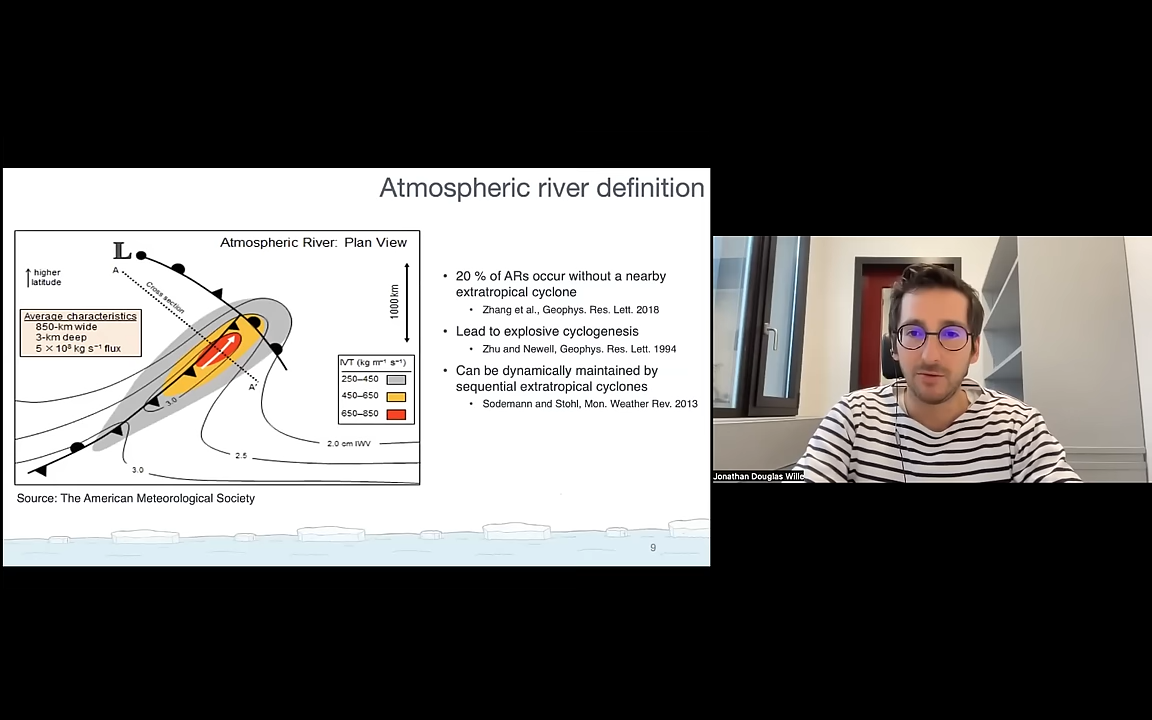 Atmospheric river definition
L
Atmospheric River: Plan View
A
higher
latitude
Cross section
1000 km
Average characteristics
850-km wide
3-km deep
5 × 10⁸ kg s⁻¹ flux
IVT (kg m⁻¹ s⁻¹)
250–450
450–650
650–850
A'
3.0
2.0 cm IWV
2.5
3.0
Source: The American Meteorological Society
• 20 % of ARs occur without a nearby
extratropical cyclone
• Zhang et al., Geophys. Res. Lett. 2018
• Lead to explosive cyclogenesis
• Zhu and Newell, Geophys. Res. Lett. 1994
• Can be dynamically maintained by
sequential extratropical cyclones
• Sodemann and Stohl, Mon. Weather Rev. 2013
9
Jonathan Douglas Wille